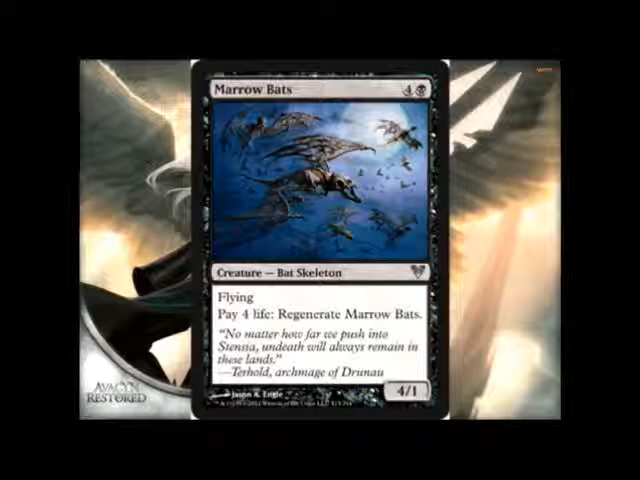 Marrow Bats 4
Creature — Bat Skeleton
Flying
Pay 4 life: Regenerate Marrow Bats.
“No matter how far we push into
Stensia, undeath will always remain in
these lands.”
—Terhold, archmage of Drunau
4/1
Jason A. Engle
AVACYN
RESTORED